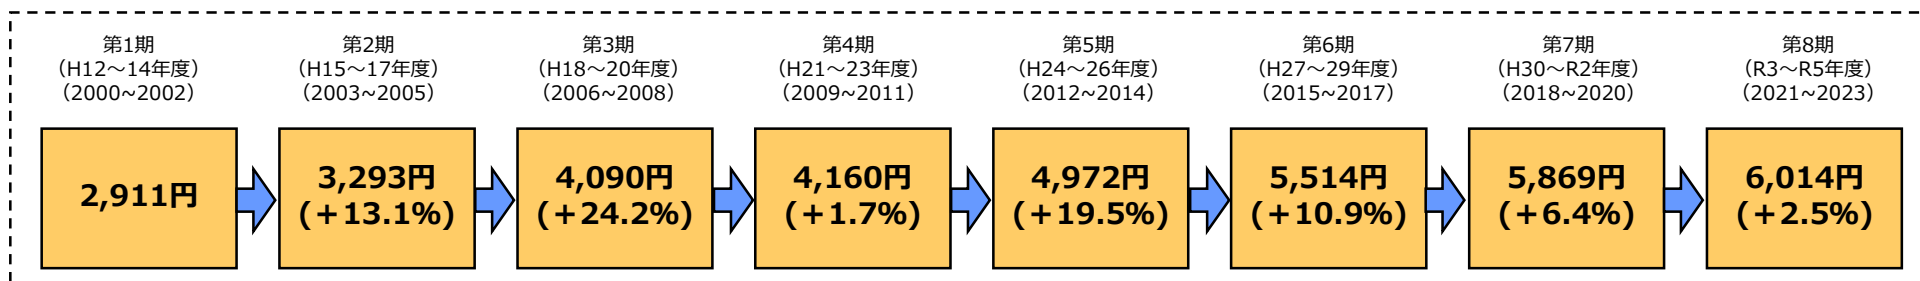 第1期
（H12～14年度）
（2000~2002）
2,911円
第2期
（H15～17年度）
（2003~2005）
3,293円
(＋13.1%)
第3期
（H18～20年度）
（2006~2008）
4,090円
(＋24.2%)
第4期
（H21～23年度）
（2009~2011）
4,160円
(＋1.7%)
第5期
（H24～26年度）
（2012~2014）
4,972円
(＋19.5%)
第6期
（H27～29年度）
（2015~2017）
5,514円
(＋10.9%)
第7期
（H30～R2年度）
（2018~2020）
5,869円
(＋6.4%)
第8期
（R3～R5年度）
（2021~2023）
6,014円
(＋2.5%)